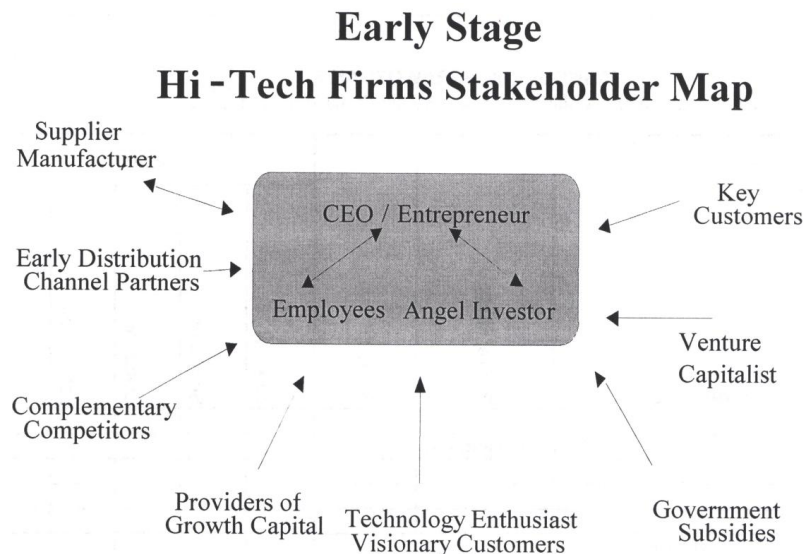 Early Stage
Hi-Tech Firms Stakeholder Map
Supplier
Manufacturer
CEO / Entrepreneur
Key
Customers
Early Distribution
Channel Partners
Employees
Angel Investor
Venture
Capitalist
Complementary
Competitors
Providers of
Growth Capital
Technology Enthusiast
Visionary Customers
Government
Subsidies